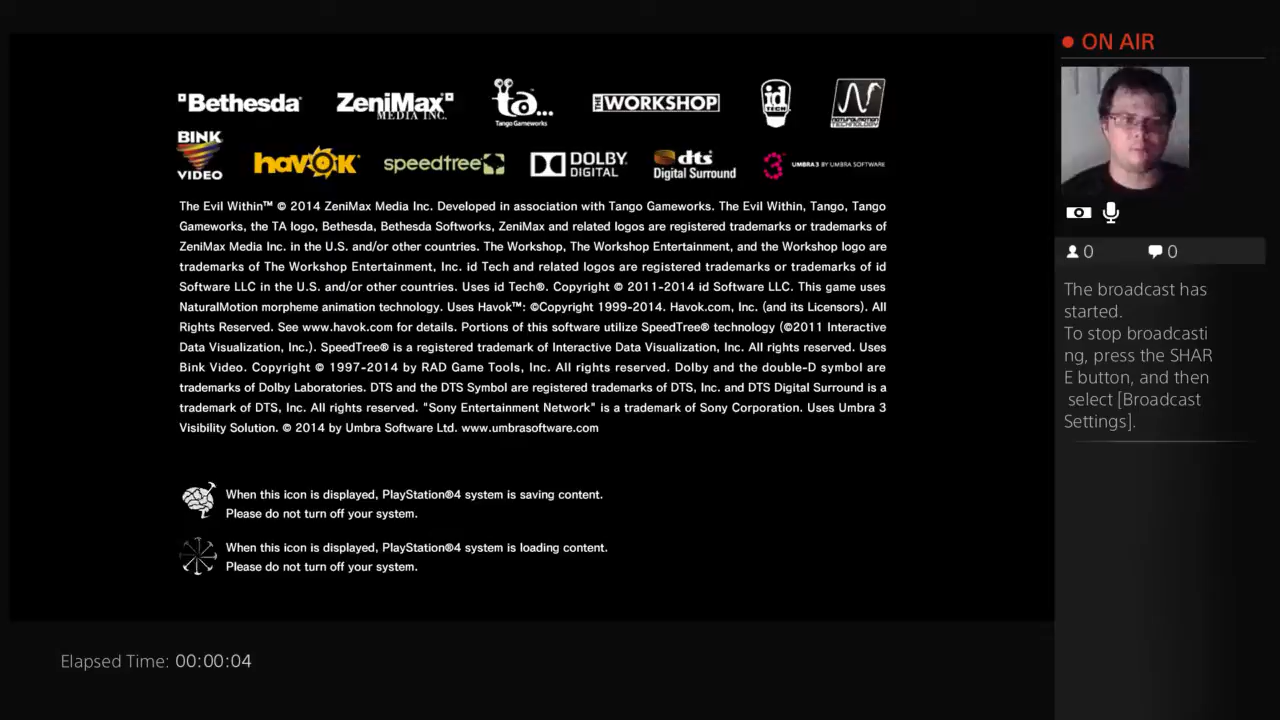 ON AIR
Bethesda ZeniMax MEDIA INC. ta... Tango Gameworks THE WORKSHOP id TECH NATURALMOTION TECHNOLOGY
BINK VIDEO havok speedtree DOLBY DIGITAL dts Digital Surround 3 UMBRA 3 BY UMBRA SOFTWARE
The Evil Within™ © 2014 ZeniMax Media Inc. Developed in association with Tango Gameworks. The Evil Within, Tango, Tango
Gameworks, the TA logo, Bethesda, Bethesda Softworks, ZeniMax and related logos are registered trademarks or trademarks of
ZeniMax Media Inc. in the U.S. and/or other countries. The Workshop, The Workshop Entertainment, and the Workshop logo are
trademarks of The Workshop Entertainment, Inc. id Tech and related logos are registered trademarks or trademarks of id
Software LLC in the U.S. and/or other countries. Uses id Tech®. Copyright © 2011-2014 id Software LLC. This game uses
NaturalMotion morpheme animation technology. Uses Havok™: ©Copyright 1999-2014. Havok.com, Inc. (and its Licensors). All
Rights Reserved. See www.havok.com for details. Portions of this software utilize SpeedTree® technology (©2011 Interactive
Data Visualization, Inc.). SpeedTree® is a registered trademark of Interactive Data Visualization, Inc. All rights reserved. Uses
Bink Video. Copyright © 1997-2014 by RAD Game Tools, Inc. All rights reserved. Dolby and the double-D symbol are
trademarks of Dolby Laboratories. DTS and the DTS Symbol are registered trademarks of DTS, Inc. and DTS Digital Surround is a
trademark of DTS, Inc. All rights reserved. "Sony Entertainment Network" is a trademark of Sony Corporation. Uses Umbra 3
Visibility Solution. © 2014 by Umbra Software Ltd. www.umbrasoftware.com
When this icon is displayed, PlayStation®4 system is saving content.
Please do not turn off your system.
When this icon is displayed, PlayStation®4 system is loading content.
Please do not turn off your system.
0 0
The broadcast has
started.
To stop broadcasti
ng, press the SHAR
E button, and then
select [Broadcast
Settings].
Elapsed Time: 00:00:04